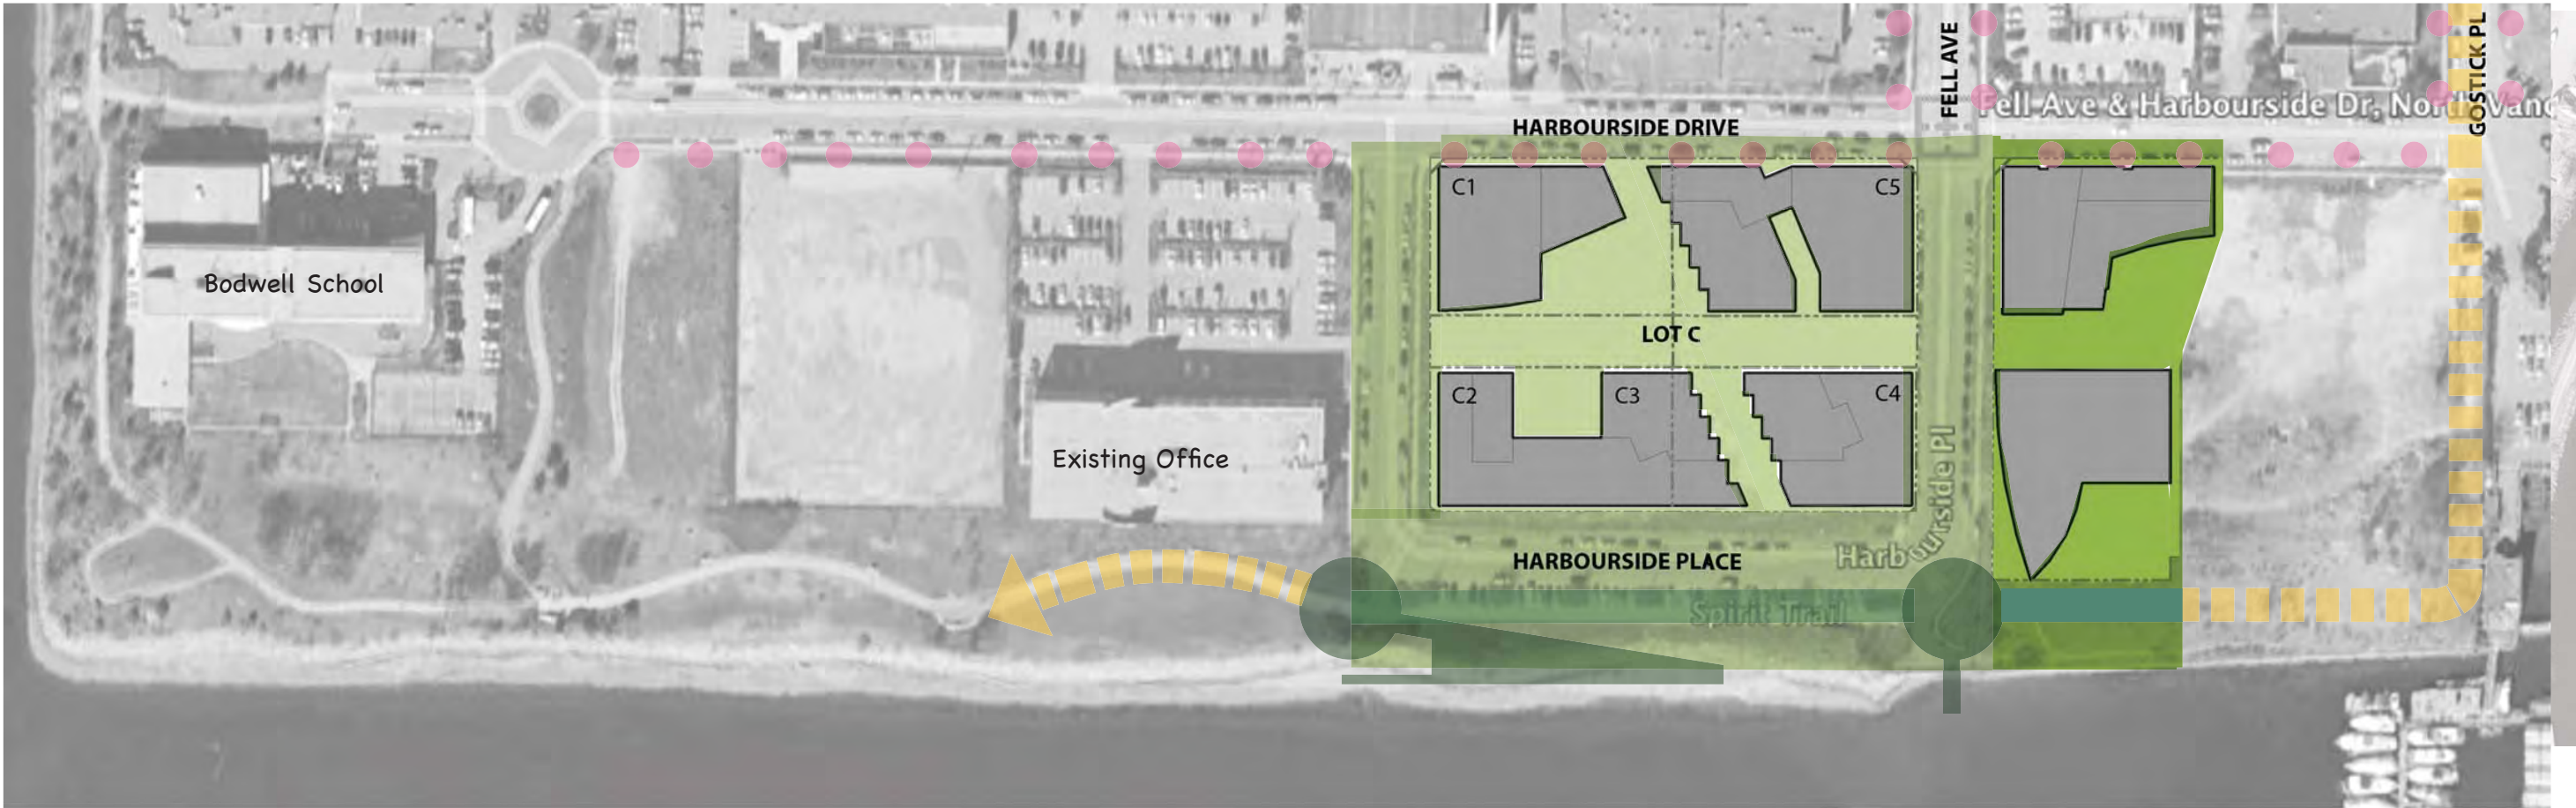 FELL AVE
GOSTICK PL
Fell Ave & Harbourside Dr, North Vanc
HARBOURSIDE DRIVE
C1
C5
Bodwell School
LOT C
C2
C3
C4
Existing Office
Harbourside Pl
HARBOURSIDE PLACE
Spirit Trail